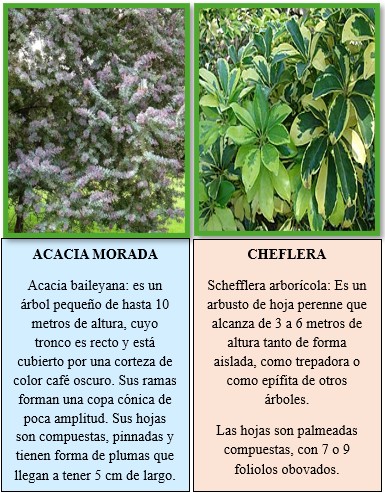 ACACIA MORADA
Acacia baileyana: es un
árbol pequeño de hasta 10
metros de altura, cuyo
tronco es recto y está
cubierto por una corteza de
color café oscuro. Sus ramas
forman una copa cónica de
poca amplitud. Sus hojas
son compuestas, pinnadas y
tienen forma de plumas que
llegan a tener 5 cm de largo.
CHEFLERA
Schefflera arborícola: Es un
arbusto de hoja perenne que
alcanza de 3 a 6 metros de
altura tanto de forma
aislada, como trepadora o
como epífita de otros
árboles.
Las hojas son palmeadas
compuestas, con 7 o 9
foliolos obovados.